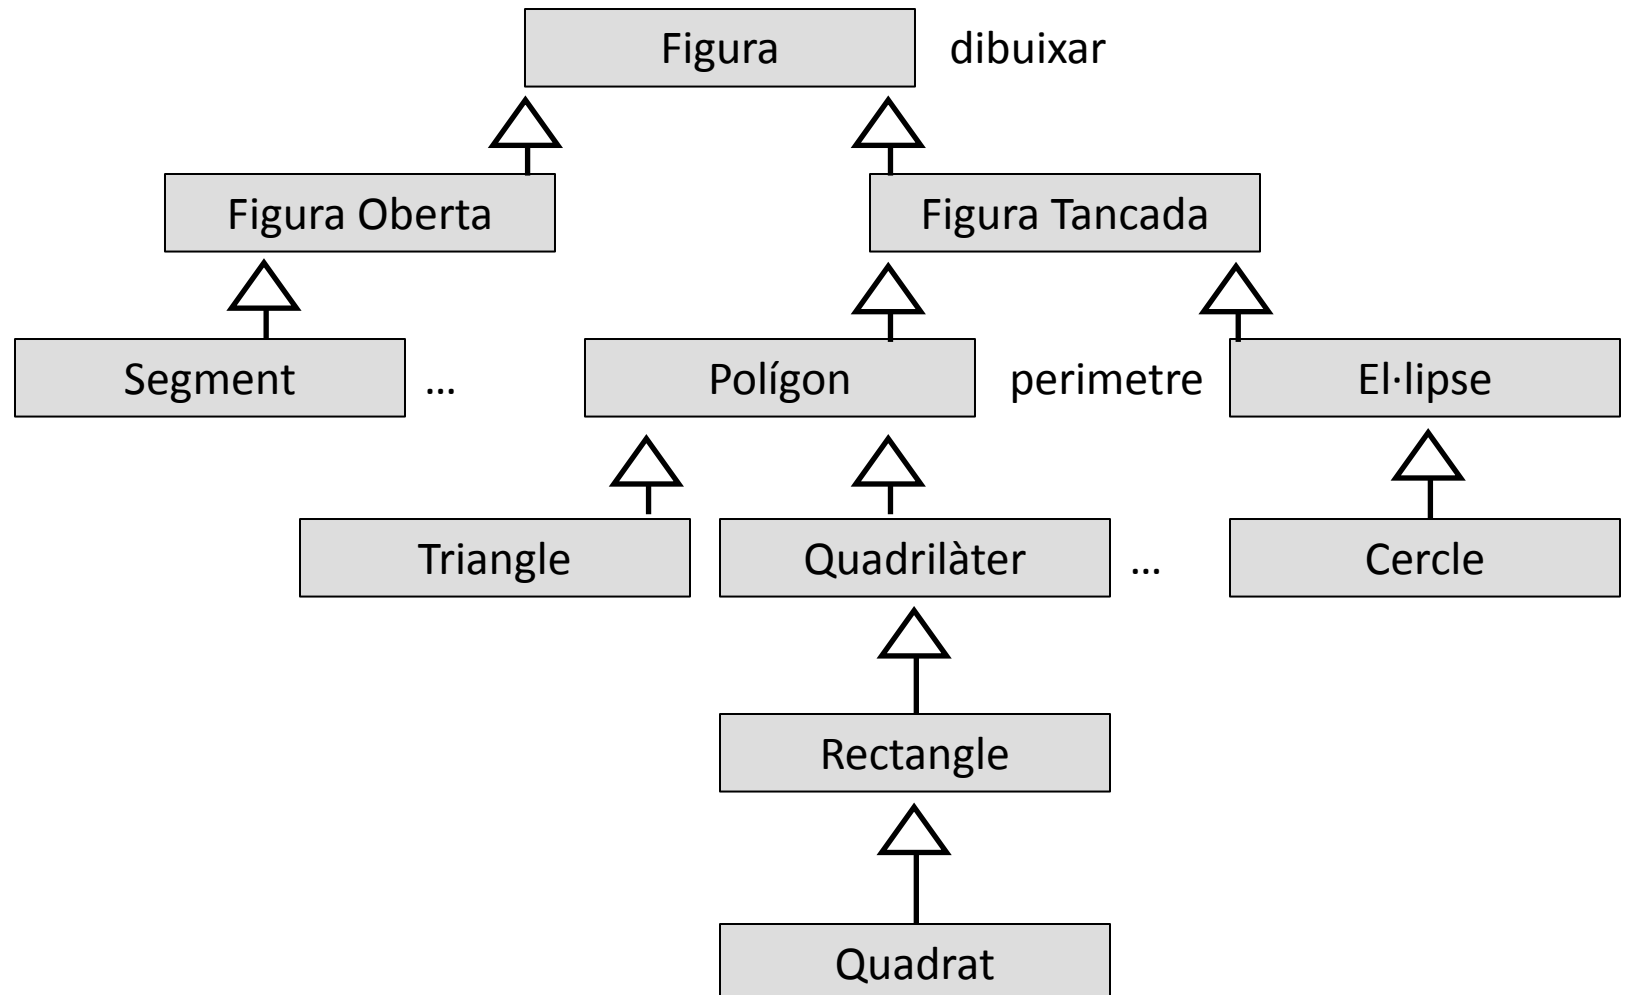 Figura dibuixar
Figura Oberta Figura Tancada
Segment ... Polígon perimetre El·lipse
Triangle Quadrilàter ... Cercle
Rectangle
Quadrat